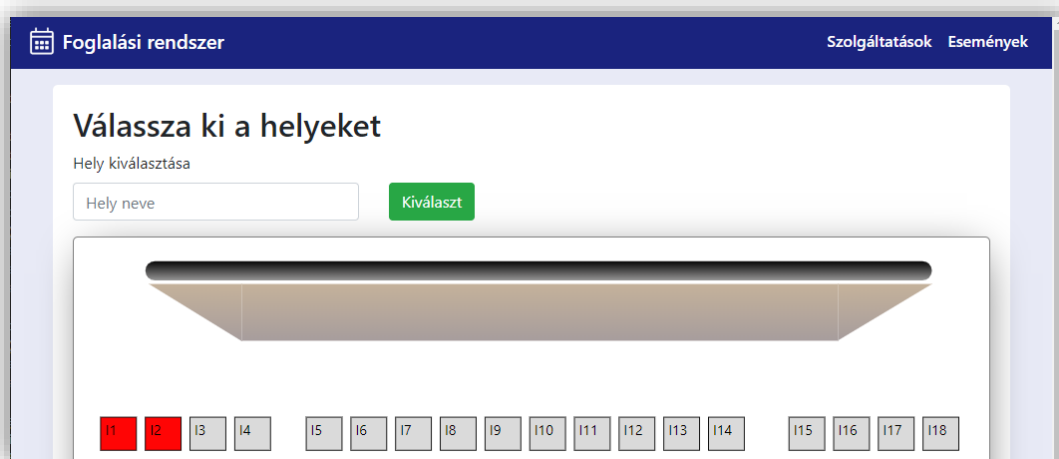 Foglalási rendszer Szolgáltatások Események
Válassza ki a helyeket
Hely kiválasztása
Hely neve Kiválaszt
I1 I2 I3 I4 I5 I6 I7 I8 I9 I10 I11 I12 I13 I14 I15 I16 I17 I18